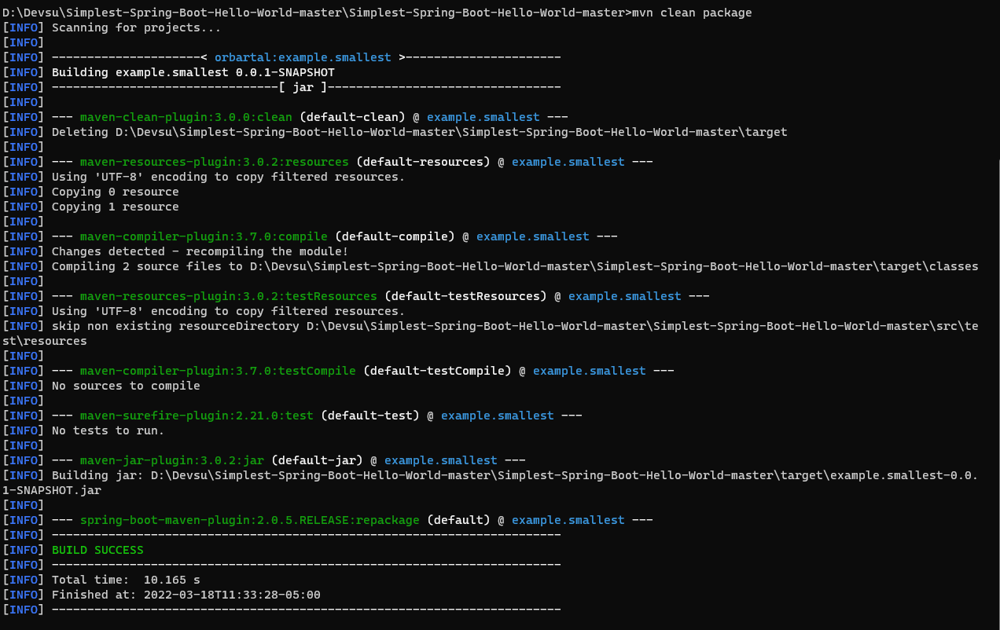 D:\Devsu\Simplest-Spring-Boot-Hello-World-master\Simplest-Spring-Boot-Hello-World-master>mvn clean package
[INFO] Scanning for projects...
[INFO]
[INFO] ---------------------< orbartal:example.smallest >----------------------
[INFO] Building example.smallest 0.0.1-SNAPSHOT
[INFO] --------------------------------[ jar ]---------------------------------
[INFO]
[INFO] --- maven-clean-plugin:3.0.0:clean (default-clean) @ example.smallest ---
[INFO] Deleting D:\Devsu\Simplest-Spring-Boot-Hello-World-master\Simplest-Spring-Boot-Hello-World-master\target
[INFO]
[INFO] --- maven-resources-plugin:3.0.2:resources (default-resources) @ example.smallest ---
[INFO] Using 'UTF-8' encoding to copy filtered resources.
[INFO] Copying 0 resource
[INFO] Copying 1 resource
[INFO]
[INFO] --- maven-compiler-plugin:3.7.0:compile (default-compile) @ example.smallest ---
[INFO] Changes detected - recompiling the module!
[INFO] Compiling 2 source files to D:\Devsu\Simplest-Spring-Boot-Hello-World-master\Simplest-Spring-Boot-Hello-World-master\target\classes
[INFO]
[INFO] --- maven-resources-plugin:3.0.2:testResources (default-testResources) @ example.smallest ---
[INFO] Using 'UTF-8' encoding to copy filtered resources.
[INFO] skip non existing resourceDirectory D:\Devsu\Simplest-Spring-Boot-Hello-World-master\Simplest-Spring-Boot-Hello-World-master\src\te
st\resources
[INFO]
[INFO] --- maven-compiler-plugin:3.7.0:testCompile (default-testCompile) @ example.smallest ---
[INFO] No sources to compile
[INFO]
[INFO] --- maven-surefire-plugin:2.21.0:test (default-test) @ example.smallest ---
[INFO] No tests to run.
[INFO]
[INFO] --- maven-jar-plugin:3.0.2:jar (default-jar) @ example.smallest ---
[INFO] Building jar: D:\Devsu\Simplest-Spring-Boot-Hello-World-master\Simplest-Spring-Boot-Hello-World-master\target\example.smallest-0.0.
1-SNAPSHOT.jar
[INFO]
[INFO] --- spring-boot-maven-plugin:2.0.5.RELEASE:repackage (default) @ example.smallest ---
[INFO] ------------------------------------------------------------------------
[INFO] BUILD SUCCESS
[INFO] ------------------------------------------------------------------------
[INFO] Total time:  10.165 s
[INFO] Finished at: 2022-03-18T11:33:28-05:00
[INFO] ------------------------------------------------------------------------